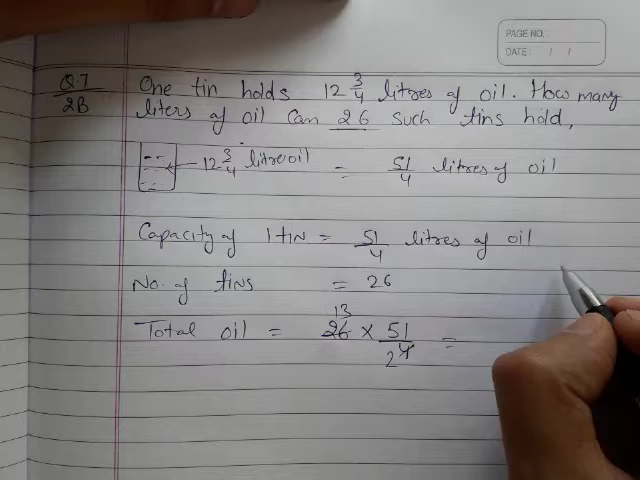 PAGE NO.:
DATE: / /
Q.7 One tin holds 12 3/4 litres of oil. How many
2B liters of oil can 26 such tins hold,
12 3/4 litre oil = 51/4 litres of oil
Capacity of 1 tin = 51/4 litres of oil
No. of tins = 26
13
Total oil = 26 × 51/4 =
2